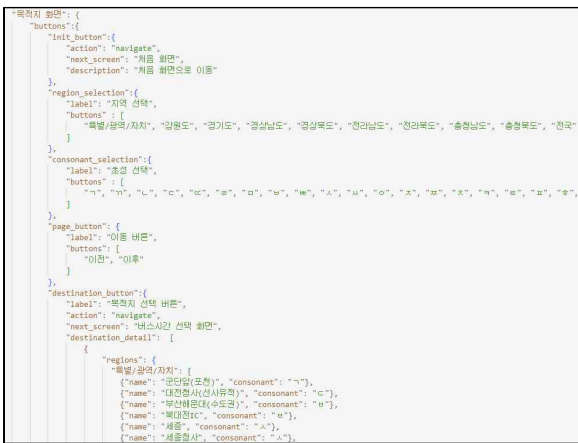 "목적지 화면": {
"buttons":{
"init_button":{
"action": "navigate",
"next_screen": "처음 화면",
"description": "처음 화면으로 이동"
},
"region_selection":{
"label": "지역 선택",
"buttons" : [
"특별/광역/자치", "강원도", "경기도", "경상남도", "경상북도", "전라남도", "전라북도", "충청남도", "충청북도", "전국"
]
},
"consonant_selection":{
"label": "초성 선택",
"buttons" : [
"ㄱ", "ㄲ", "ㄴ", "ㄷ", "ㄸ", "ㄹ", "ㅁ", "ㅂ", "ㅃ", "ㅅ", "ㅆ", "ㅇ", "ㅈ", "ㅉ", "ㅊ", "ㅋ", "ㅌ", "ㅍ", "ㅎ",
]
},
"page_button": {
"label": "이동 버튼",
"buttons": [
"이전", "이후"
]
},
"destination_button":{
"label": "목적지 선택 버튼",
"action": "navigate",
"next_screen": "버스시간 선택 화면",
"destination_detail": [
{
"regions": {
"특별/광역/자치": [
{"name": "군단앞(포천)", "consonant": "ㄱ"},
{"name": "대전청사(선사유적)", "consonant": "ㄷ"},
{"name": "부산해운대(수도권)", "consonant": "ㅂ"},
{"name": "북대전IC", "consonant": "ㅂ"},
{"name": "세종", "consonant": "ㅅ"},
{"name": "세종청사", "consonant": "ㅅ"},